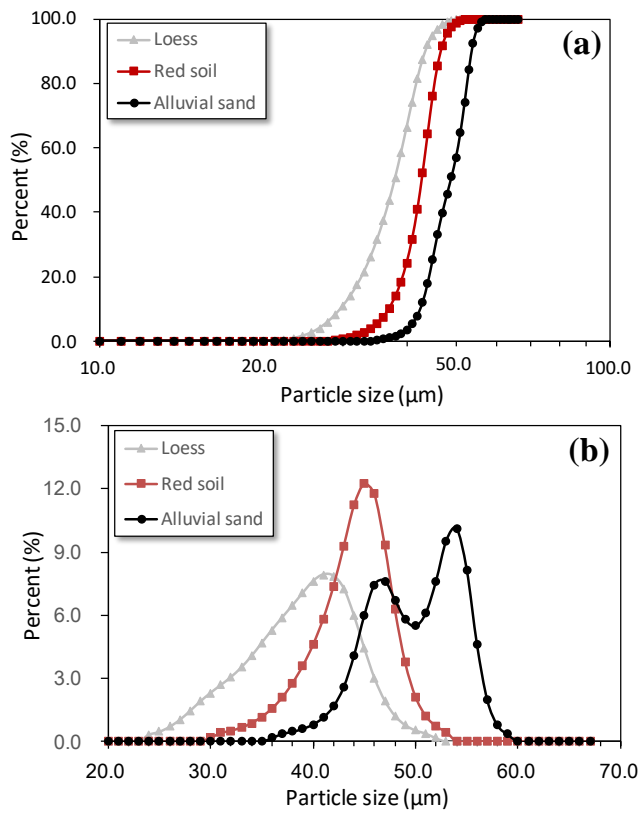 100.0
80.0
60.0
40.0
20.0
0.0
Percent (%)
Loess
Red soil
Alluvial sand
(a)
10.0 20.0 50.0 100.0
Particle size (μm)
15.0
12.0
9.0
6.0
3.0
0.0
Percent (%)
Loess
Red soil
Alluvial sand
(b)
20.0 30.0 40.0 50.0 60.0 70.0
Particle size (μm)